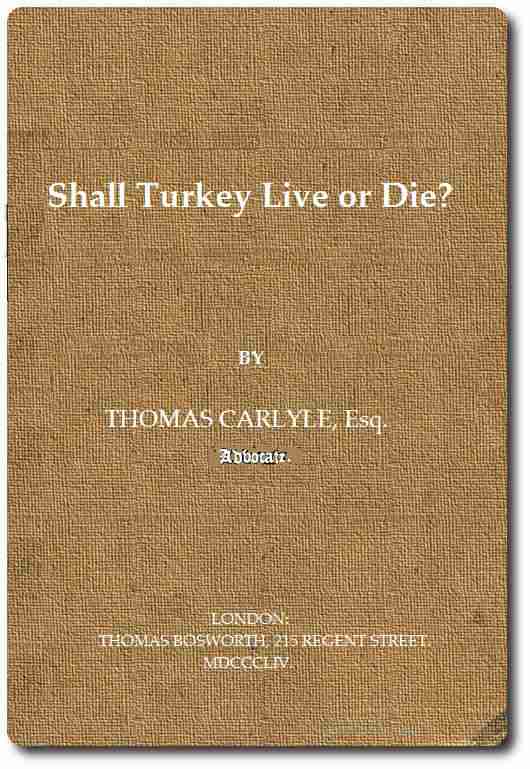 Shall Turkey Live or Die?
BY
THOMAS CARLYLE, Esq.
Advocate.
LONDON:
THOMAS BOSWORTH, 215 REGENT STREET.
MDCCCLIV